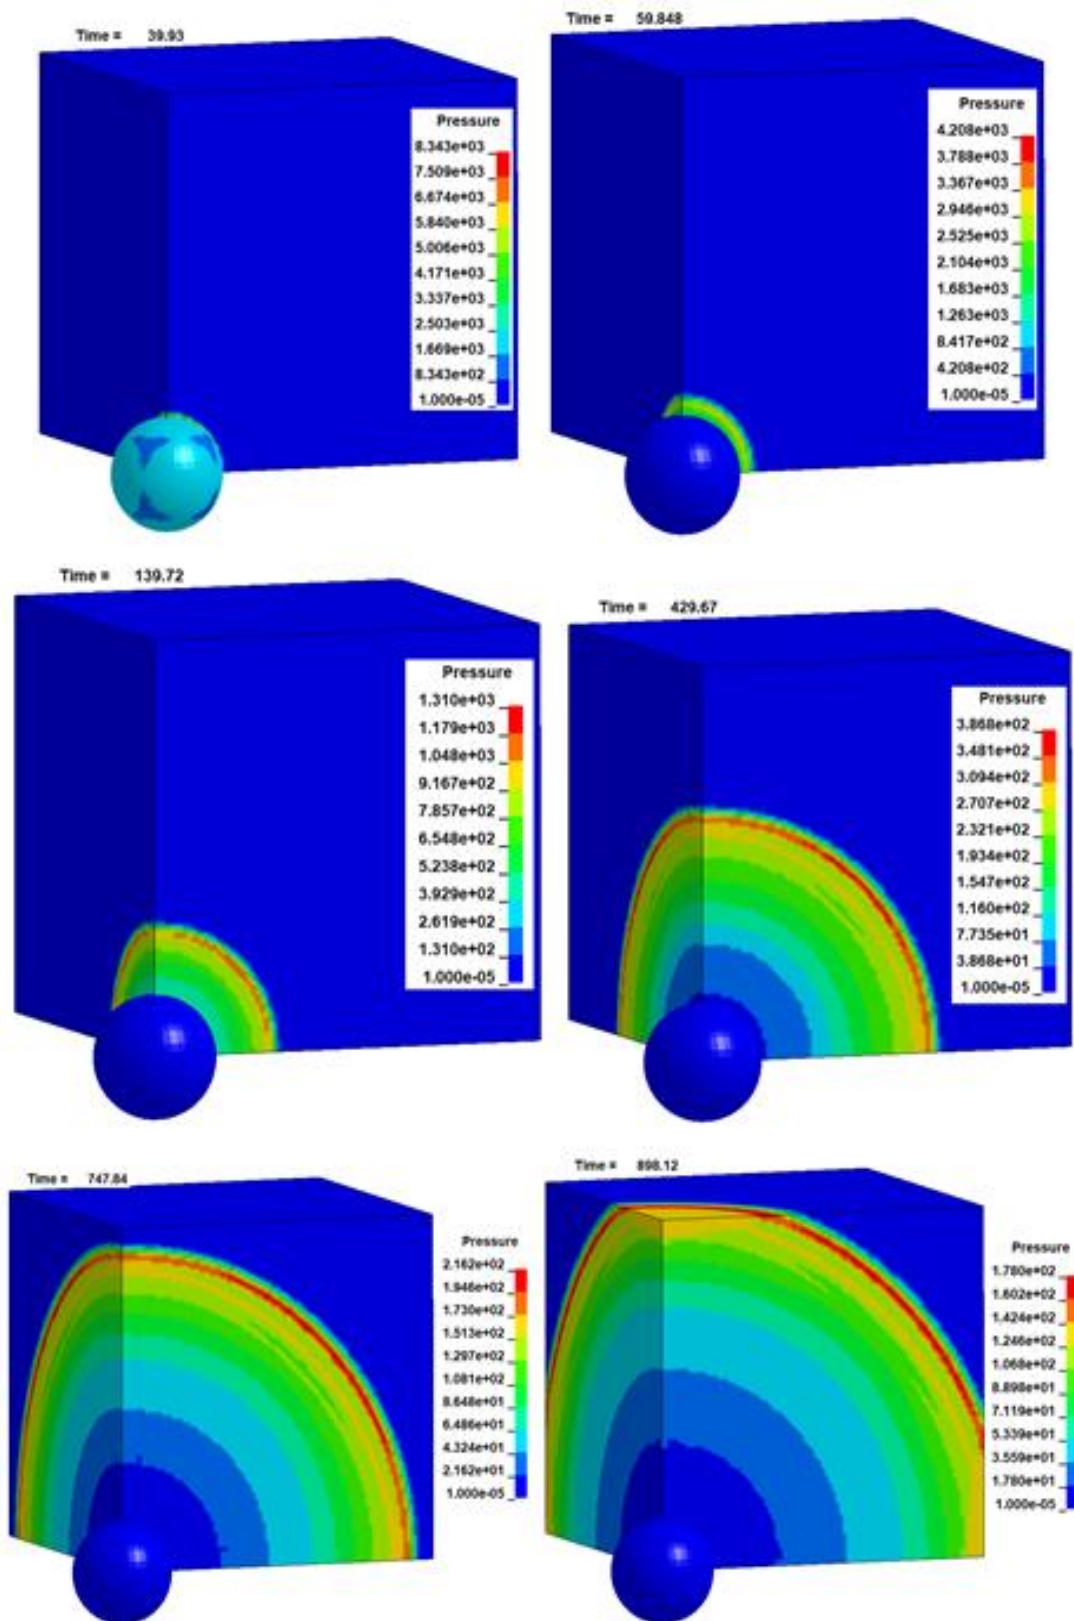 Time = 39.93
Pressure
8.343e+03
7.509e+03
6.674e+03
5.840e+03
5.006e+03
4.171e+03
3.337e+03
2.503e+03
1.669e+03
8.343e+02
1.000e-05
Time = 59.848
Pressure
4.208e+03
3.788e+03
3.367e+03
2.946e+03
2.525e+03
2.104e+03
1.683e+03
1.263e+03
8.417e+02
4.208e+02
1.000e-05
Time = 139.72
Pressure
1.310e+03
1.179e+03
1.048e+03
9.167e+02
7.857e+02
6.548e+02
5.238e+02
3.929e+02
2.619e+02
1.310e+02
1.000e-05
Time = 429.67
Pressure
3.868e+02
3.481e+02
3.094e+02
2.707e+02
2.321e+02
1.934e+02
1.547e+02
1.160e+02
7.735e+01
3.868e+01
1.000e-05
Time = 747.84
Pressure
2.162e+02
1.946e+02
1.730e+02
1.513e+02
1.297e+02
1.081e+02
8.648e+01
6.486e+01
4.324e+01
2.162e+01
1.000e-05
Time = 898.12
Pressure
1.780e+02
1.602e+02
1.424e+02
1.246e+02
1.068e+02
8.898e+01
7.119e+01
5.339e+01
3.559e+01
1.780e+01
1.000e-05